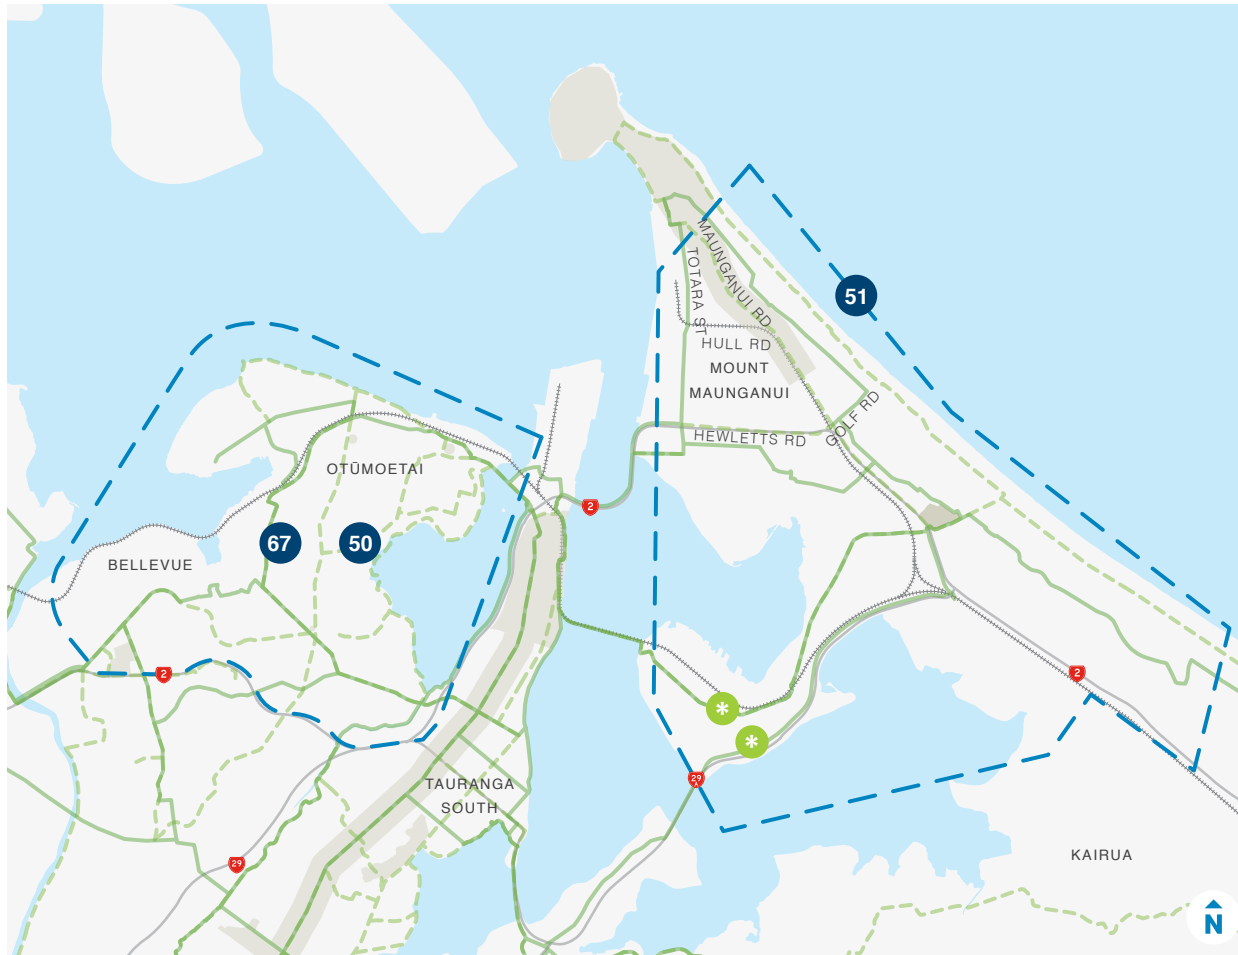 51
MAUNGANUI RD
TOTARA ST
HULL RD
MOUNT
MAUNGANUI
GOLF RD
HEWLETTS RD
OTŪMOETAI
2
67
50
BELLEVUE
2
2
*
*
29
A
TAURANGA
SOUTH
29
KAIRUA
N